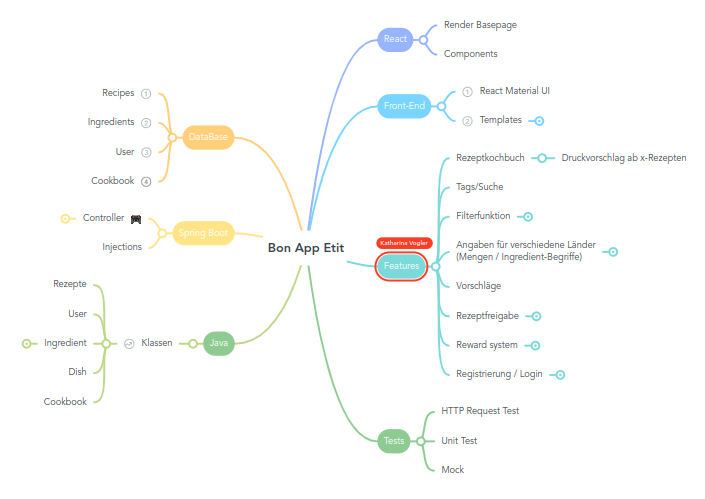 Bon App Etit
React
Render Basepage
Components
Front-End
1 React Material UI
2 Templates
Katharina Vogler
Features
Rezeptkochbuch
Druckvorschlag ab x-Rezepten
Tags/Suche
Filterfunktion
Angaben für verschiedene Länder
(Mengen / Ingredient-Begriffe)
Vorschläge
Rezeptfreigabe
Reward system
Registrierung / Login
Tests
HTTP Request Test
Unit Test
Mock
DataBase
Recipes 1
Ingredients 2
User 3
Cookbook 4
Spring Boot
Controller
Injections
Java
Klassen
Rezepte
User
Ingredient
Dish
Cookbook